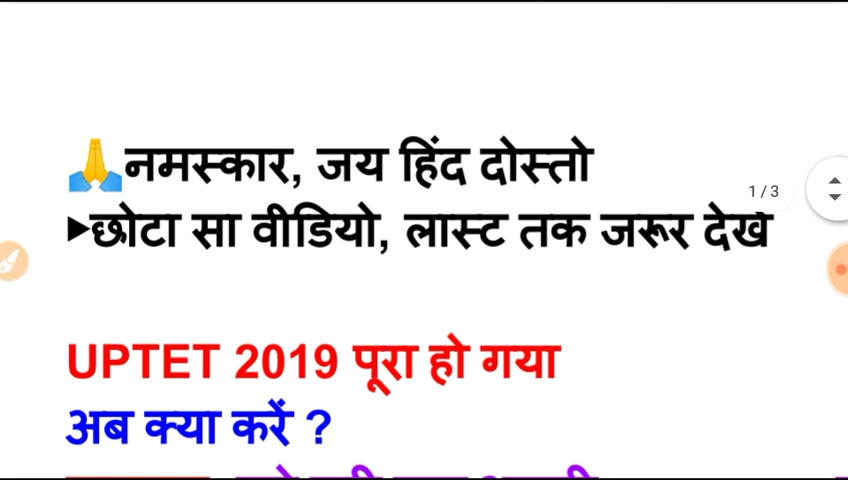 🙏नमस्कार, जय हिंद दोस्तो
1/3
▶छोटा सा वीडियो, लास्ट तक जरूर देखे
UPTET 2019 पूरा हो गया
अब क्या करें ?